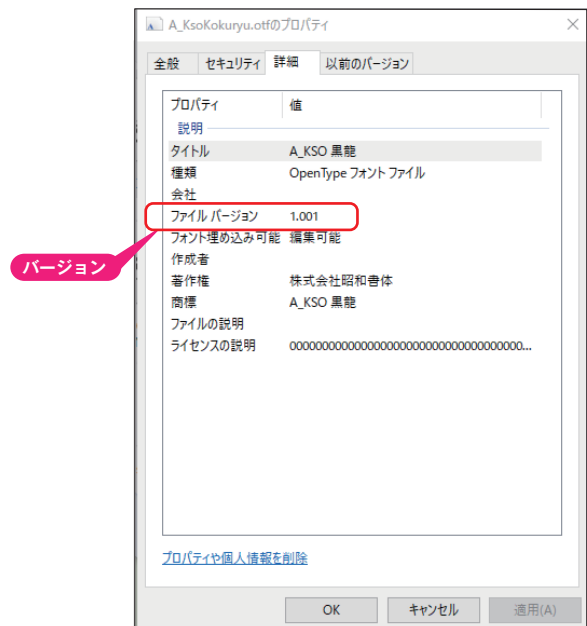 A_KsoKokuryu.otfのプロパティ
全般 セキュリティ 詳細 以前のバージョン
プロパティ 値
説明
タイトル A_KSO 黒龍
種類 OpenType フォント ファイル
会社
ファイル バージョン 1.001
フォント埋め込み可能 編集可能
バージョン
作成者
著作権 株式会社昭和書体
商標 A_KSO 黒龍
ファイルの説明
ライセンスの説明 0000000000000000000000000000000000...
プロパティや個人情報を削除
OK キャンセル 適用(A)